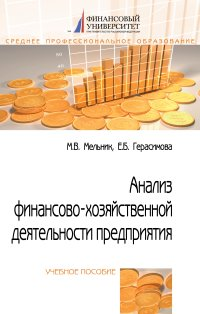 ФИНАНСОВЫЙ
УНИВЕРСИТЕТ
СРЕДНЕЕ ПРОФЕССИОНАЛЬНОЕ ОБРАЗОВАНИЕ
М.В. Мельник, Е.Б. Герасимова
Анализ
финансово-хозяйственной
деятельности предприятия
УЧЕБНОЕ ПОСОБИЕ